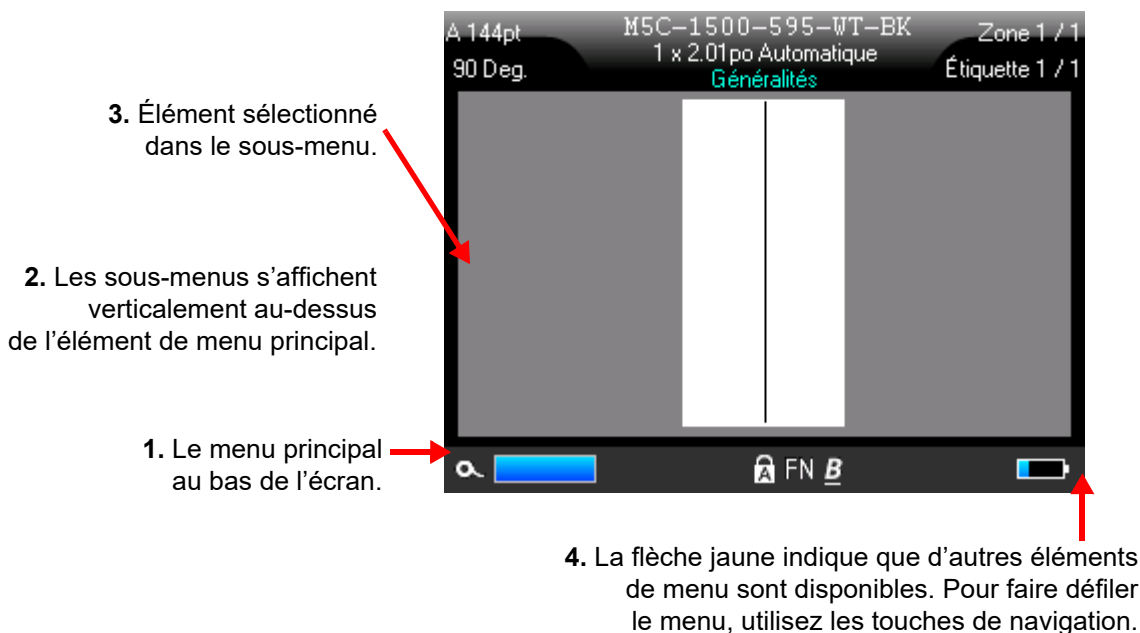 A 144pt
M5C-1500-595-WT-BK
Zone 1 / 1
1 x 2.01po Automatique
90 Deg.
Étiquette 1 / 1
Généralités
3. Élément sélectionné
dans le sous-menu.
2. Les sous-menus s’affichent
verticalement au-dessus
de l’élément de menu principal.
1. Le menu principal
au bas de l’écran.
A FN B
4. La flèche jaune indique que d’autres éléments
de menu sont disponibles. Pour faire défiler
le menu, utilisez les touches de navigation.